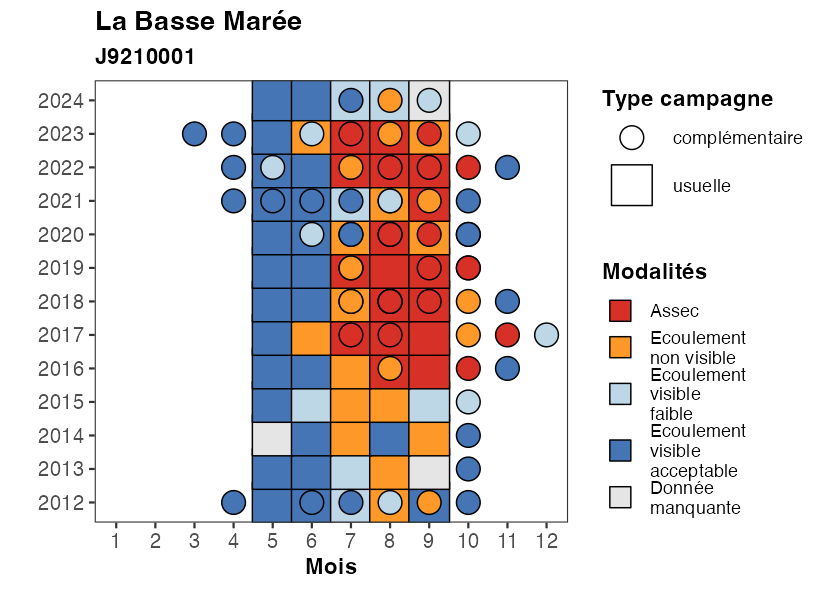 La Basse Marée
J9210001
2024
2023
2022
2021
2020
2019
2018
2017
2016
2015
2014
2013
2012
1 2 3 4 5 6 7 8 9 10 11 12
Mois
Type campagne
complémentaire
usuelle
Modalités
Assec
Ecoulement
non visible
Ecoulement
visible
faible
Ecoulement
visible
acceptable
Donnée
manquante